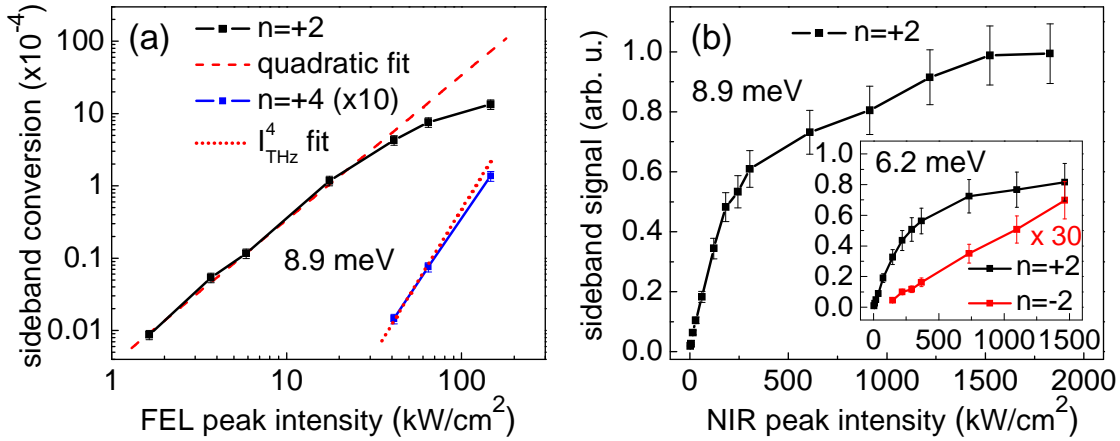 (a)
n=+2
quadratic fit
n=+4 (x10)
I⁴_THz fit
8.9 meV
100
10
1
0.1
0.01
1 10 100
sideband conversion (x10⁻⁴)
FEL peak intensity (kW/cm²)
(b)
n=+2
8.9 meV
1.0
0.8
0.6
0.4
0.2
0.0
0 500 1000 1500 2000
sideband signal (arb. u.)
NIR peak intensity (kW/cm²)
6.2 meV
1.0
0.8
0.6
0.4
0.2
0.0
x 30
n=+2
n=-2
0 500 1000 1500